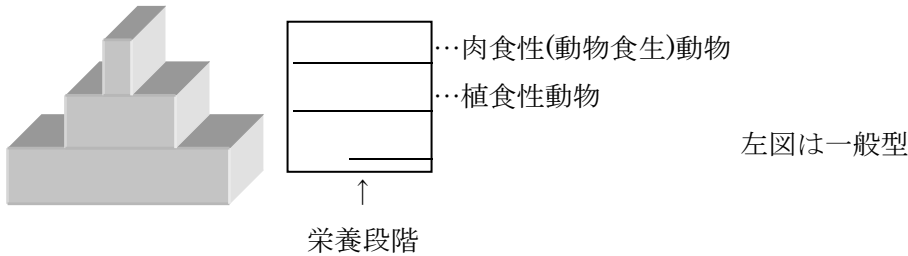 …肉食性(動物食生)動物
…植食性動物
左図は一般型
↑
栄養段階